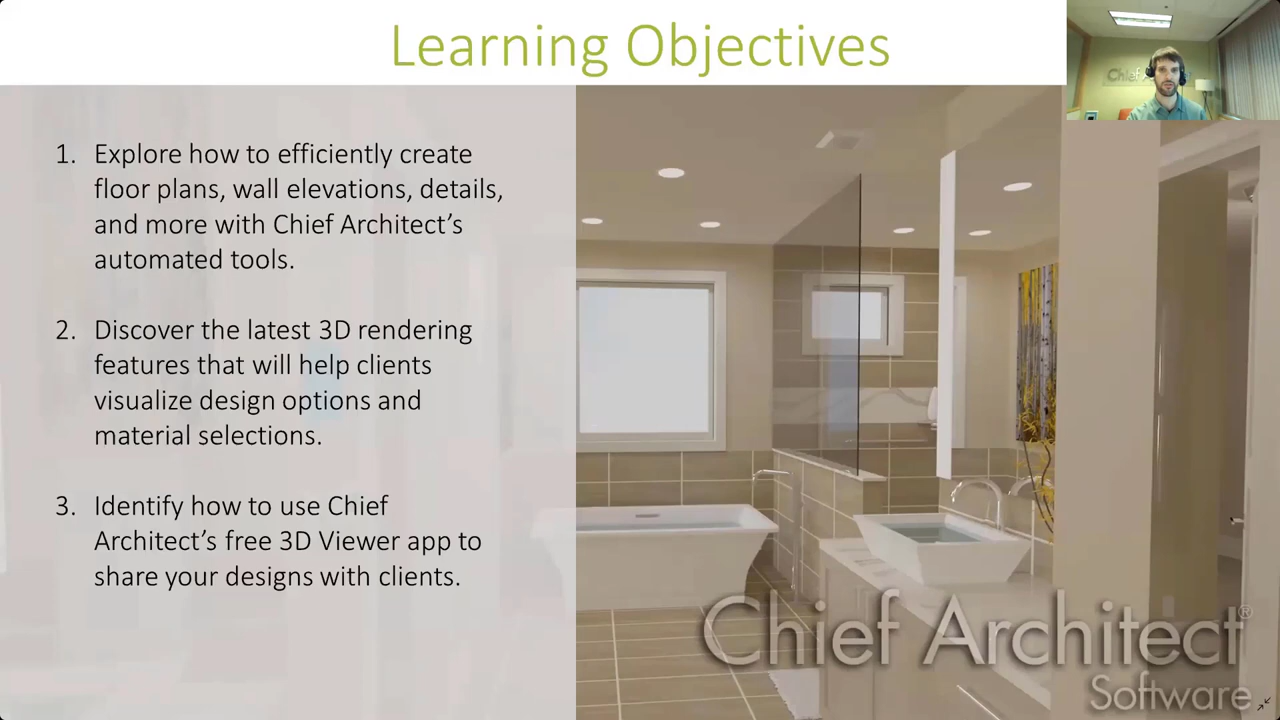 Learning Objectives
1. Explore how to efficiently create
floor plans, wall elevations, details,
and more with Chief Architect’s
automated tools.
2. Discover the latest 3D rendering
features that will help clients
visualize design options and
material selections.
3. Identify how to use Chief
Architect’s free 3D Viewer app to
share your designs with clients.
Chief Architect®
Software